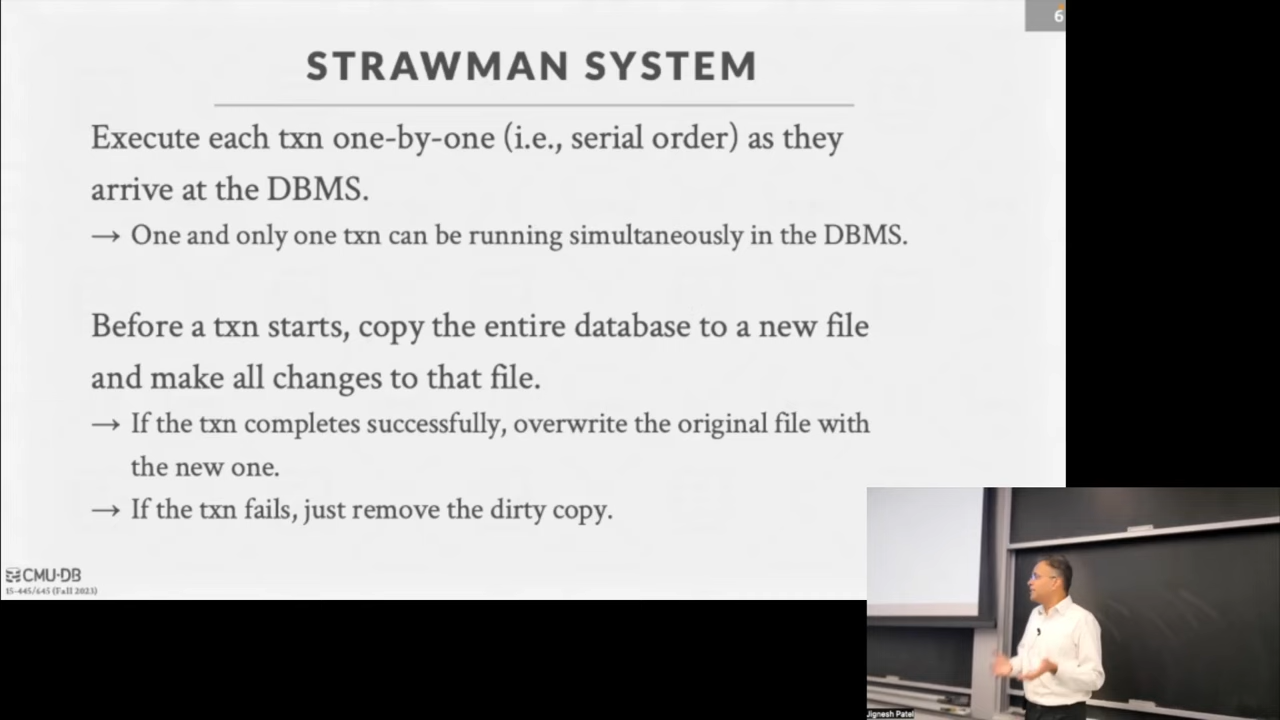 6
STRAWMAN SYSTEM
Execute each txn one-by-one (i.e., serial order) as they
arrive at the DBMS.
→ One and only one txn can be running simultaneously in the DBMS.
Before a txn starts, copy the entire database to a new file
and make all changes to that file.
→ If the txn completes successfully, overwrite the original file with
the new one.
→ If the txn fails, just remove the dirty copy.
CMU·DB
15-445/645 (Fall 2023)
Jignesh Patel